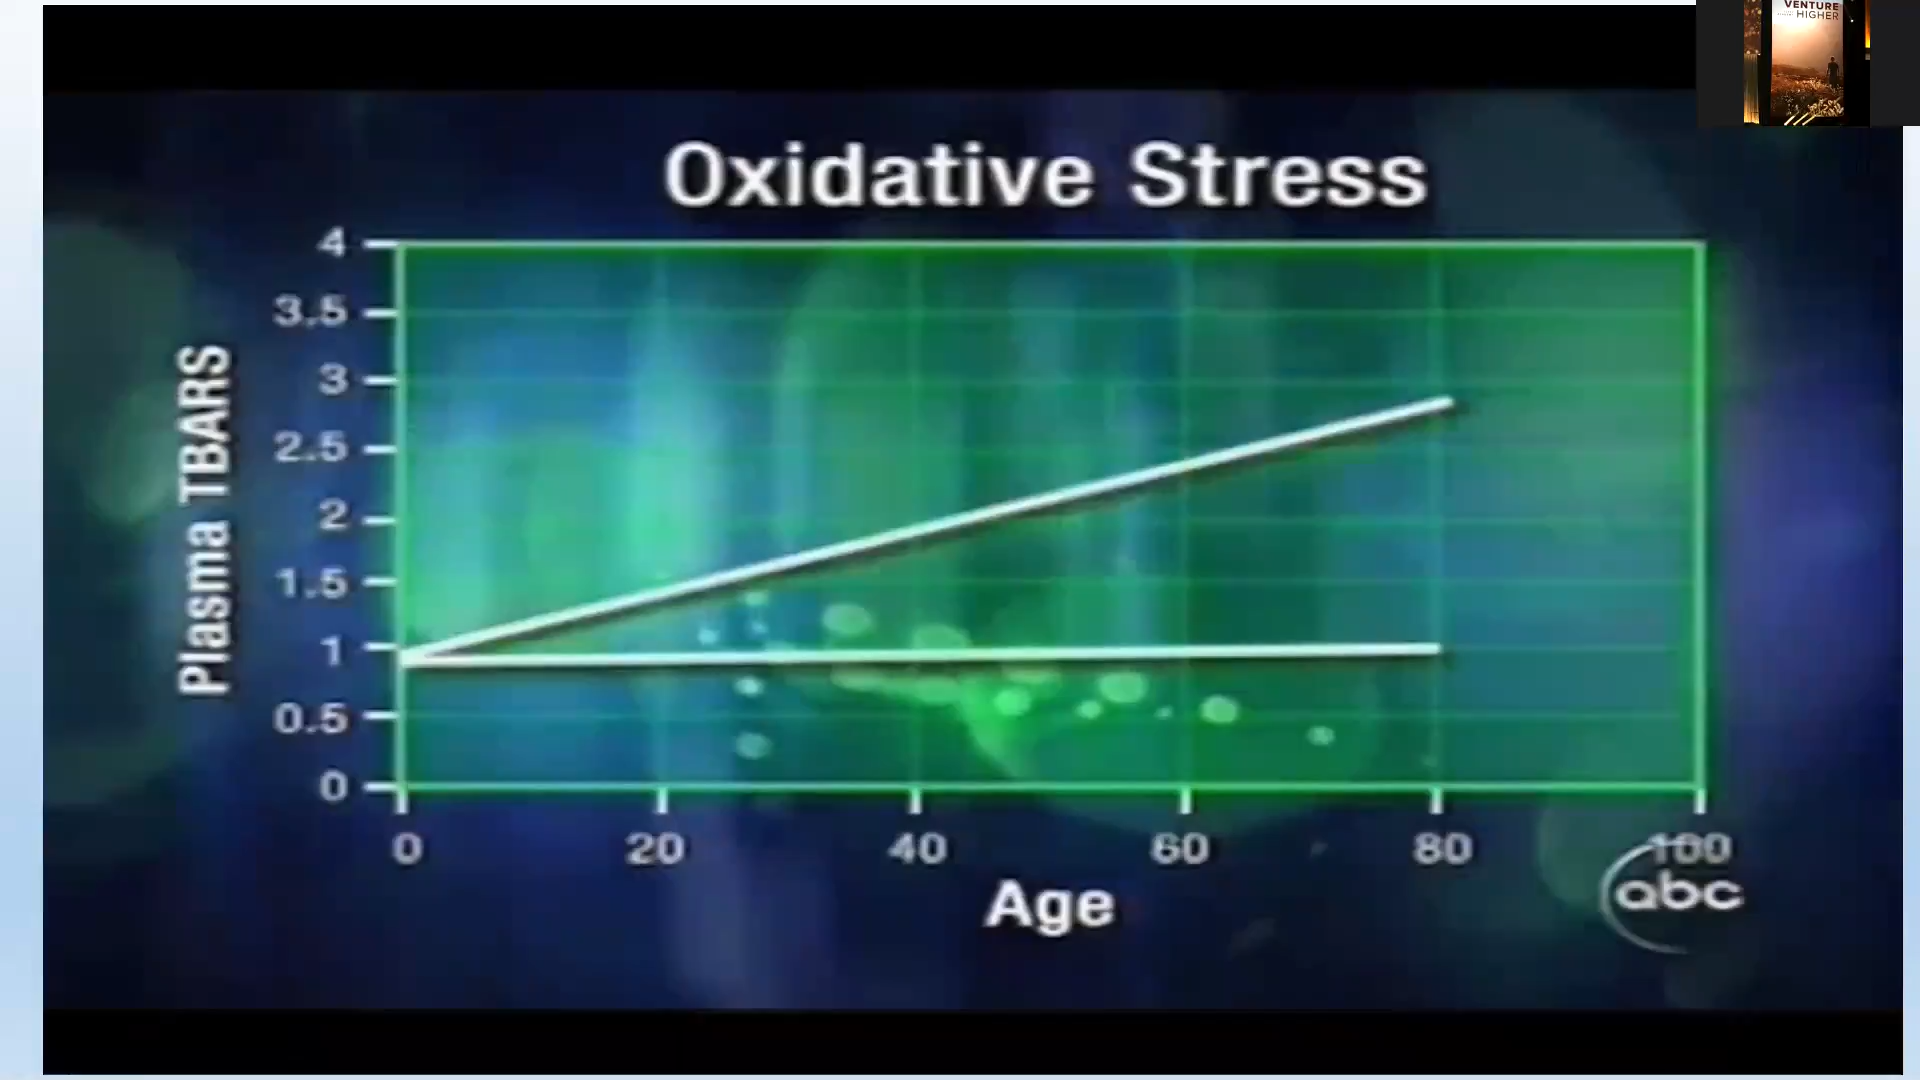 VENTURE
HIGHER
Oxidative Stress
4
3.5
3
2.5
2
1.5
1
0.5
0
Plasma TBARS
0 20 40 60 80 100
Age
abc